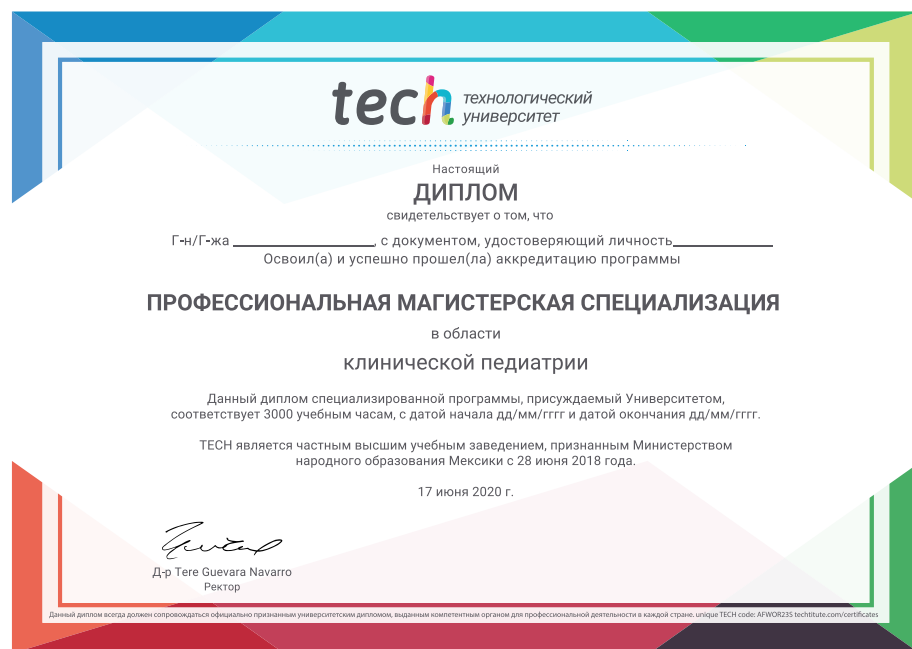 tech технологический
университет
Настоящий
ДИПЛОМ
свидетельствует о том, что
Г-н/Г-жа ____________________, с документом, удостоверяющий личность______________
Освоил(а) и успешно прошел(ла) аккредитацию программы
ПРОФЕССИОНАЛЬНАЯ МАГИСТЕРСКАЯ СПЕЦИАЛИЗАЦИЯ
в области
клинической педиатрии
Данный диплом специализированной программы, присуждаемый Университетом,
соответствует 3000 учебным часам, с датой начала дд/мм/гггг и датой окончания дд/мм/гггг.
TECH является частным высшим учебным заведением, признанным Министерством
народного образования Мексики с 28 июня 2018 года.
17 июня 2020 г.
Д-р Tere Guevara Navarro
Ректор
Данный диплом всегда должен сопровождаться официально признанным университетским дипломом, выданным компетентным органом для профессиональной деятельности в каждой стране, unique TECH code: AFWOR23S techtitute.com/certificates